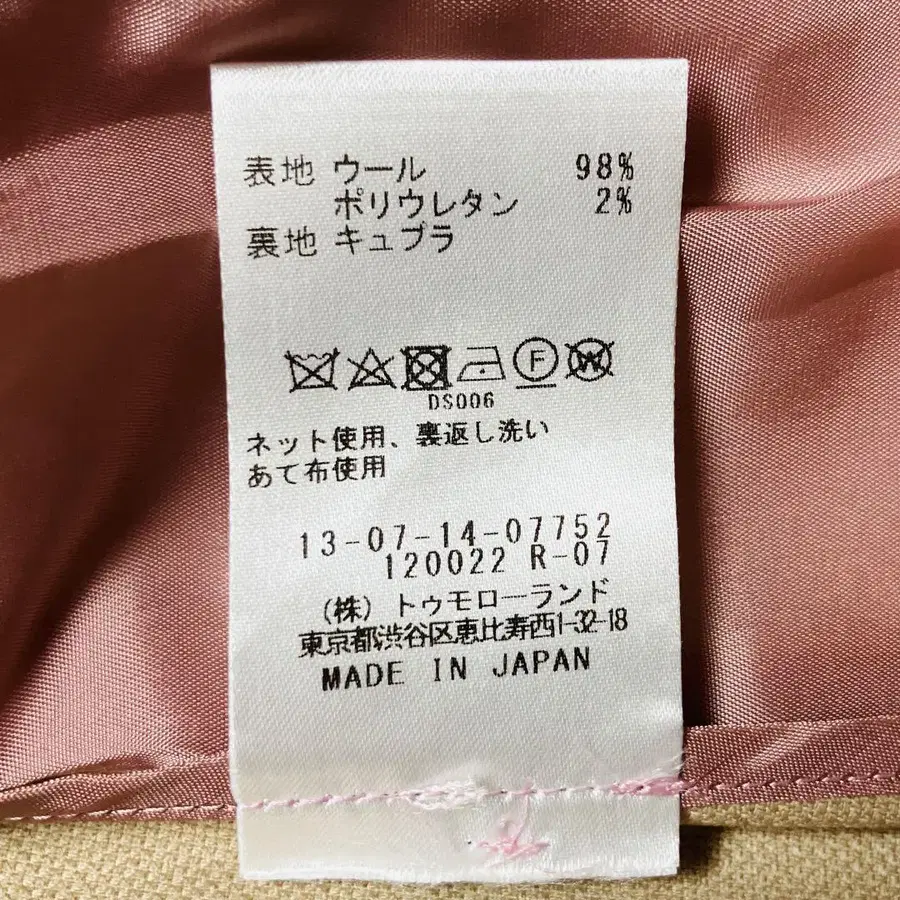 表地 ウール 98%
ポリウレタン 2%
裏地 キュプラ
F W
DS006
ネット使用、裏返し洗い
あて布使用
13-07-14-07752
120022 R-07
（株）トゥモローランド
東京都渋谷区恵比寿西1-32-18
MADE IN JAPAN